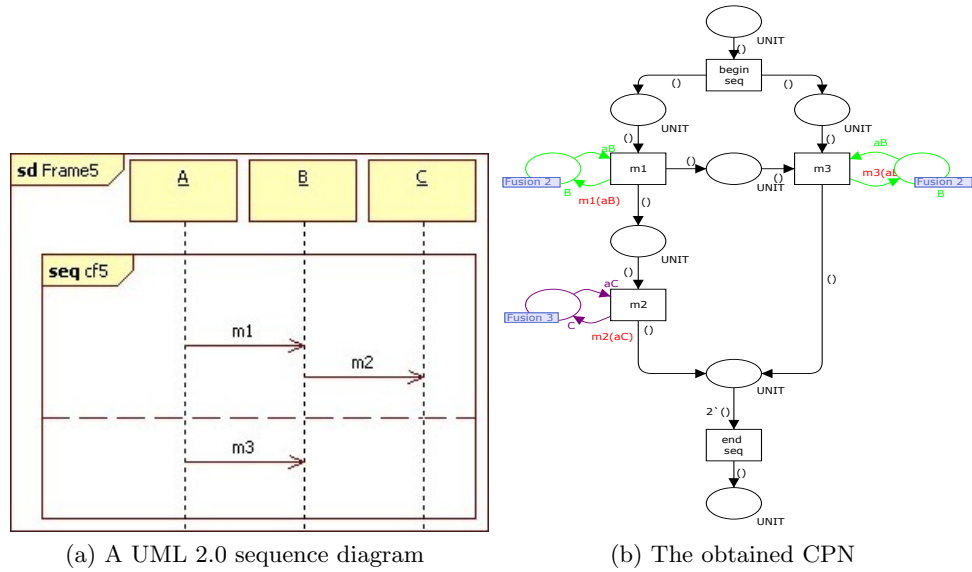 sd Frame5
A
B
C
seq cf5
m1
m2
m3
(a) A UML 2.0 sequence diagram
UNIT
()
begin
seq
()
()
UNIT
UNIT
()
()
aB
m1
()
()
m3
aB
Fusion 2
B
UNIT
m3(aB
Fusion 2
B
m1(aB)
()
UNIT
()
()
aC
m2
Fusion 3
C
()
m2(aC)
UNIT
2`()
end
seq
()
UNIT
(b) The obtained CPN